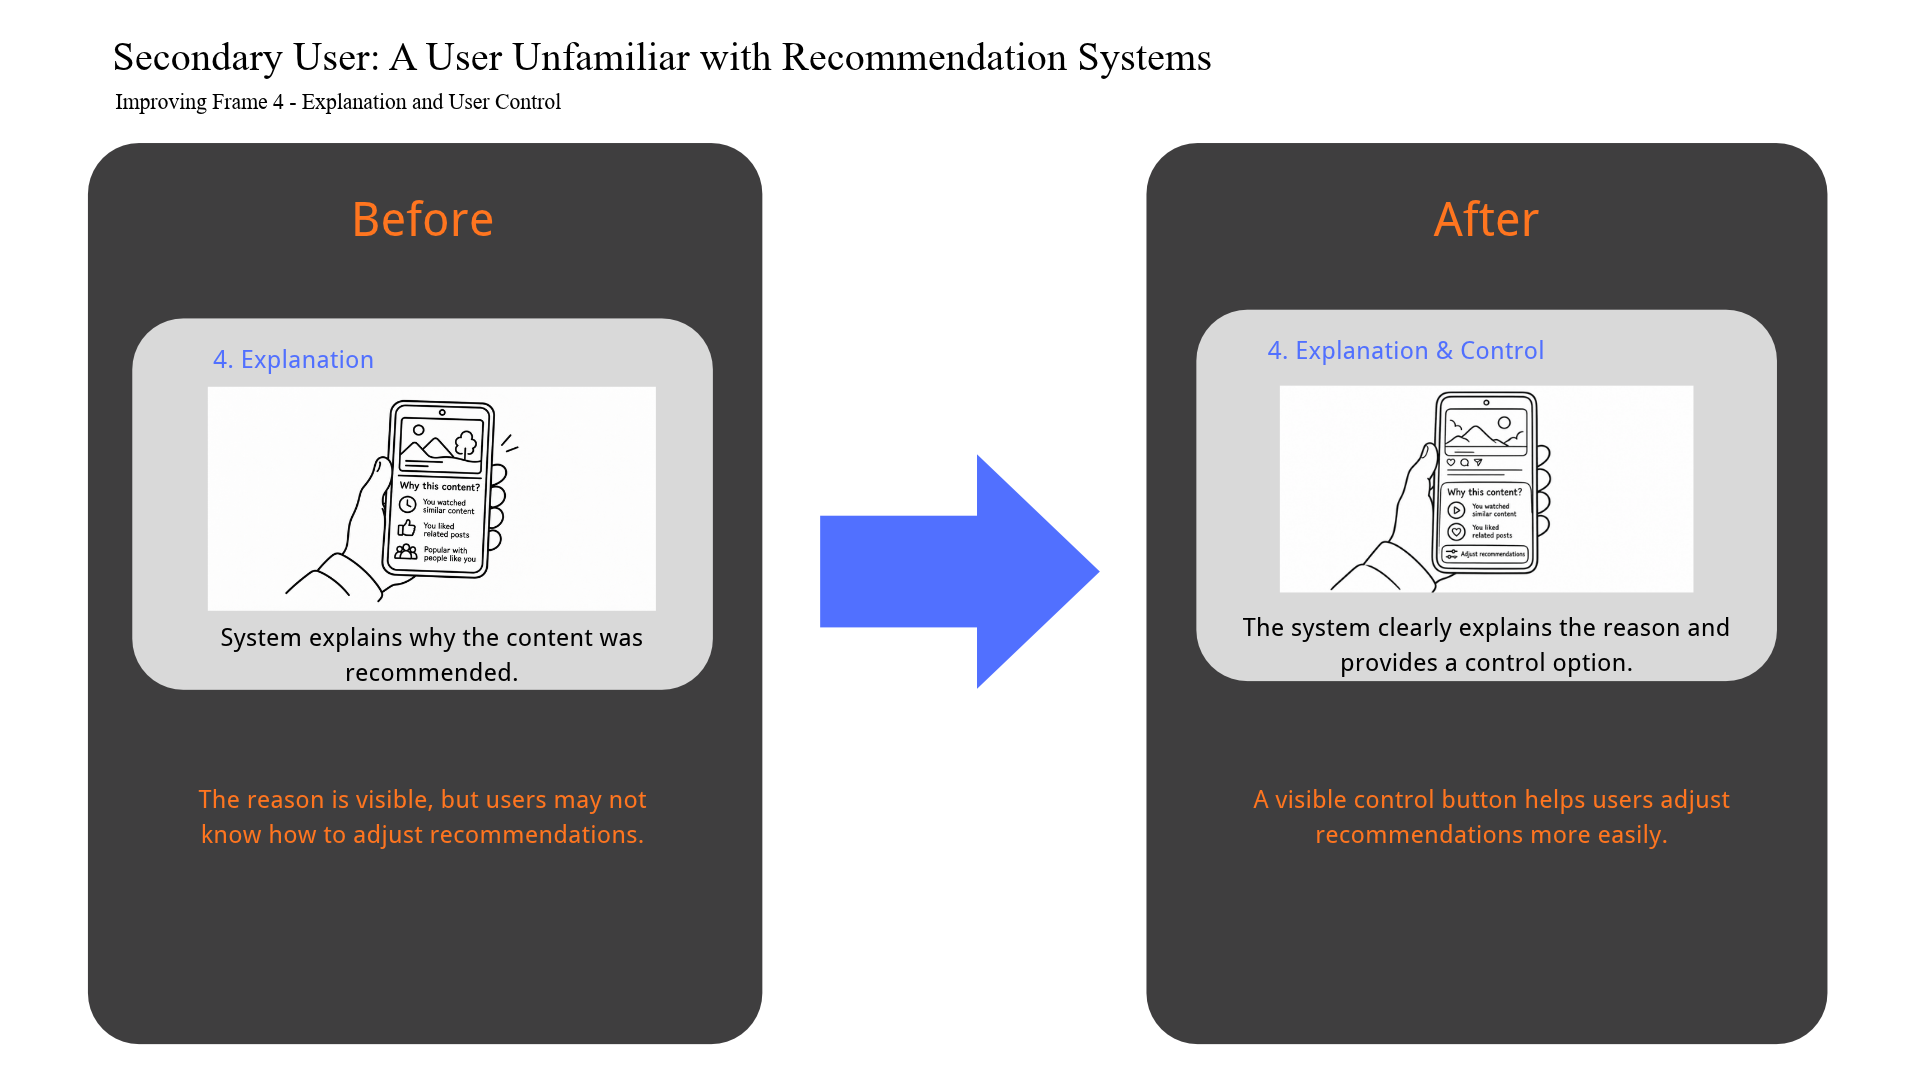 Secondary User: A User Unfamiliar with Recommendation Systems
Improving Frame 4 - Explanation and User Control
Before
4. Explanation
Why this content?
You watched
similar content
You liked
related posts
Popular with
people like you
System explains why the content was
recommended.
The reason is visible, but users may not
know how to adjust recommendations.
After
4. Explanation & Control
Why this content?
You watched
similar content
You liked
related posts
Adjust recommendations
The system clearly explains the reason and
provides a control option.
A visible control button helps users adjust
recommendations more easily.